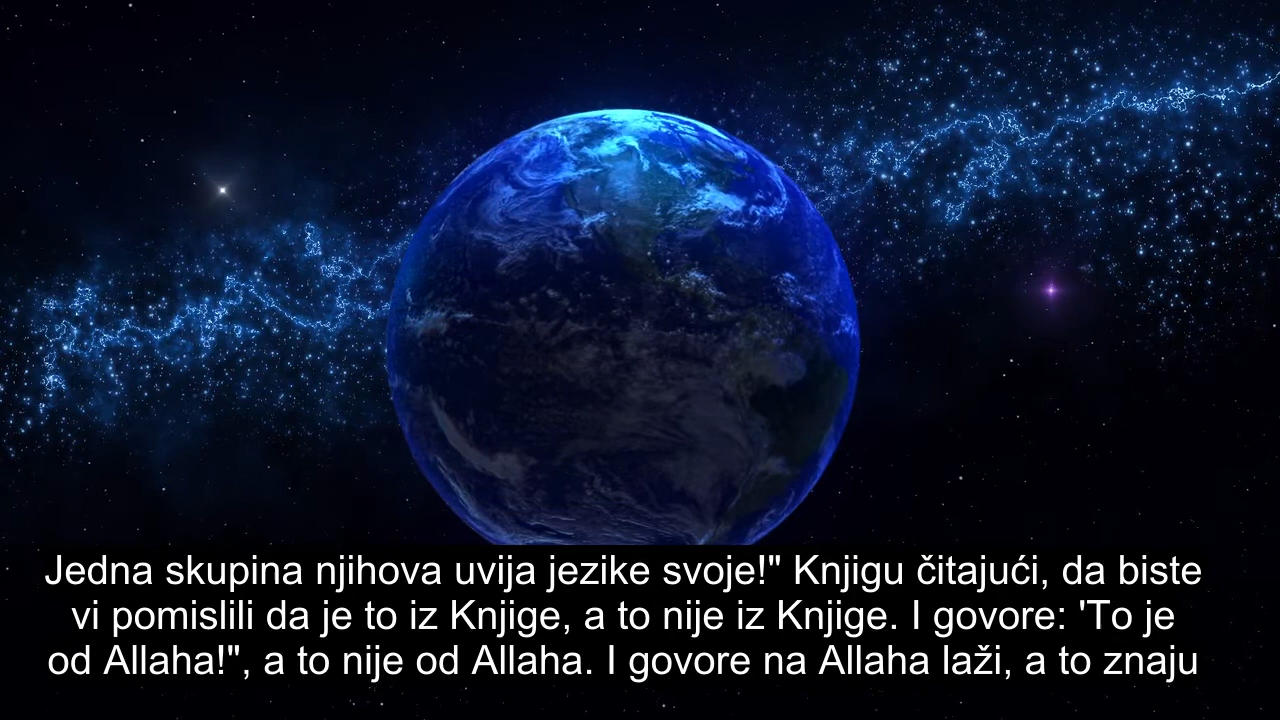 Jedna skupina njihova uvija jezike svoje!" Knjigu čitajući, da biste
vi pomislili da je to iz Knjige, a to nije iz Knjige. I govore: 'To je
od Allaha!", a to nije od Allaha. I govore na Allaha laži, a to znaju